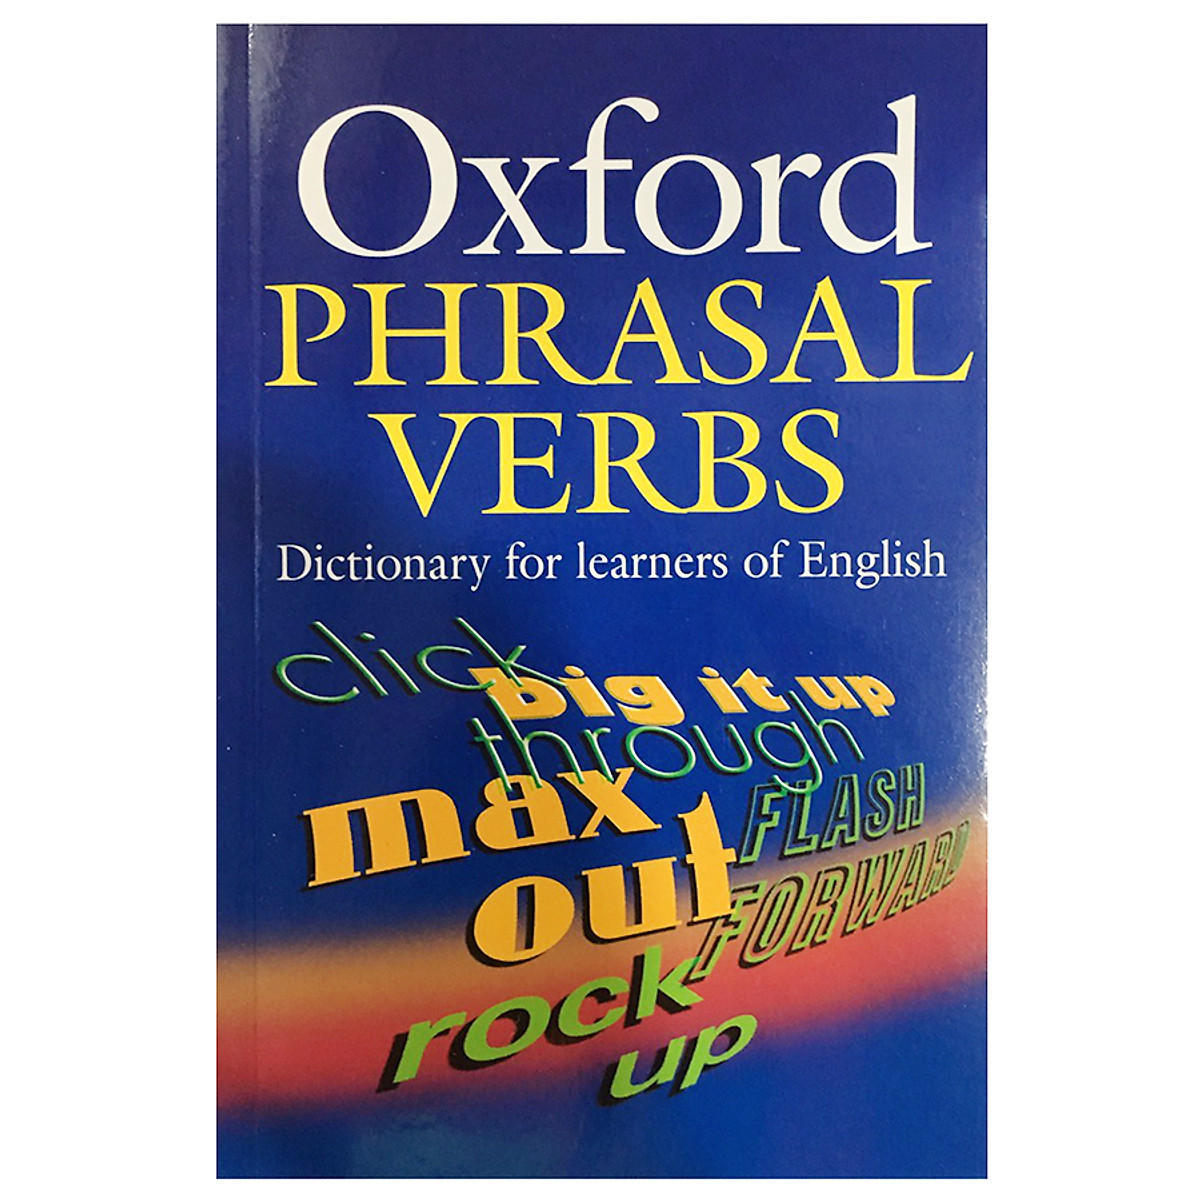 Oxford
PHRASAL
VERBS
Dictionary for learners of English
click
big it up
through
max
out
FLASH
FORWARD
rock
up